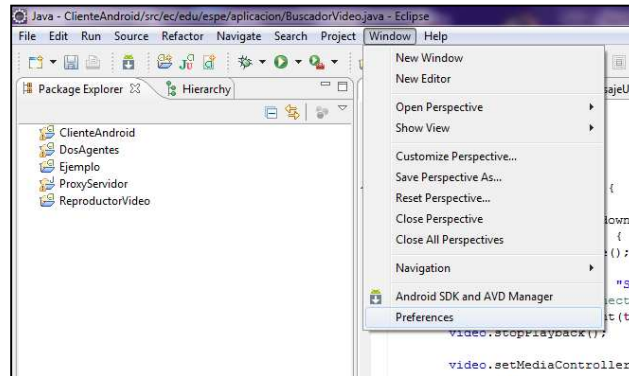 Java - ClienteAndroid/src/ec/edu/espe/aplicacion/BuscadorVideo.java - Eclipse
File Edit Run Source Refactor Navigate Search Project Window Help
Package Explorer Hierarchy
ClienteAndroid
DosAgentes
Ejemplo
ProxyServidor
ReproductorVideo
New Window
New Editor
Open Perspective
Show View
Customize Perspective...
Save Perspective As...
Reset Perspective...
Close Perspective
Close All Perspectives
Navigation
Android SDK and AVD Manager
Preferences
sajeU
{
down
{
();
"S
ect
t(t
video.stopPlayback();
video.setMediaController